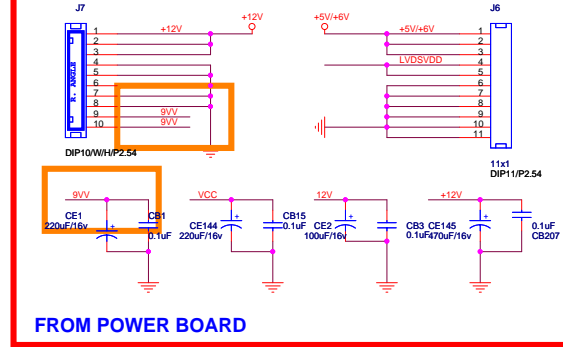 J7
J6
+12V
+5V/+6V
1
2
3
4
5
6
7
8
9
10
+12V
9VV
9VV
R. ANGLE
+5V/+6V
LVDSVDD
1
2
3
4
5
6
7
8
9
10
11
DIP10/W/H/P2.54
11x1
DIP11/P2.54
9VV
VCC
12V
+12V
CE1
220uF/16v
CB1
0.1uF
CE144
220uF/16v
CB15
0.1uF
CE2
100uF/16v
CB3
0.1uF
CE145
470uF/16v
0.1uF
CB207
FROM POWER BOARD